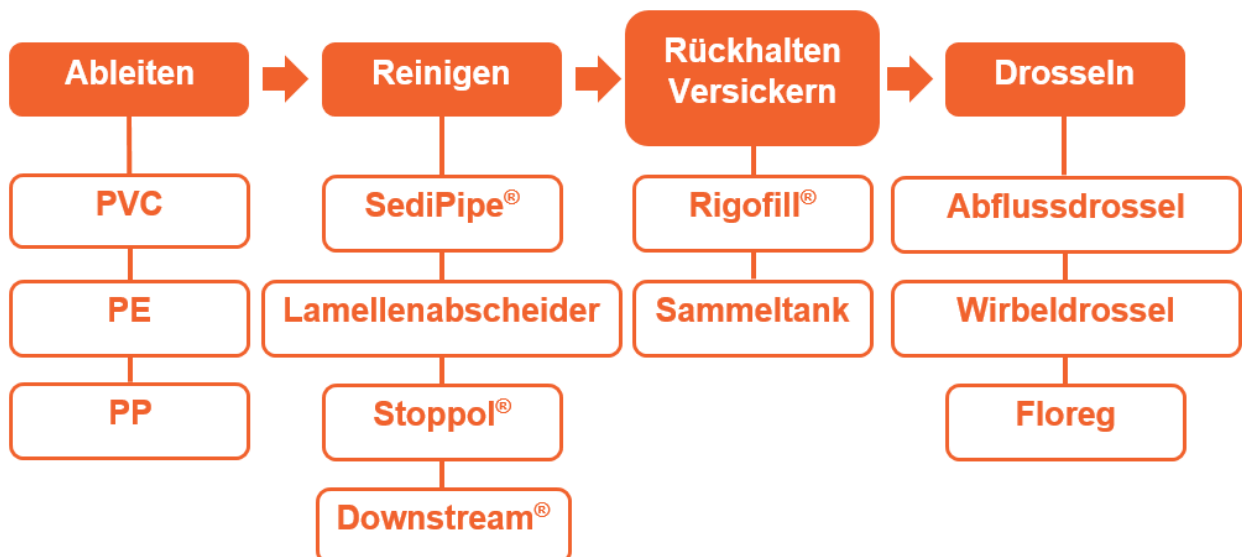 Ableiten
Reinigen
Rückhalten
Versickern
Drosseln
PVC
PE
PP
SediPipe®
Lamellenabscheider
Stoppol®
Downstream®
Rigofill®
Sammeltank
Abflussdrossel
Wirbeldrossel
Floreg